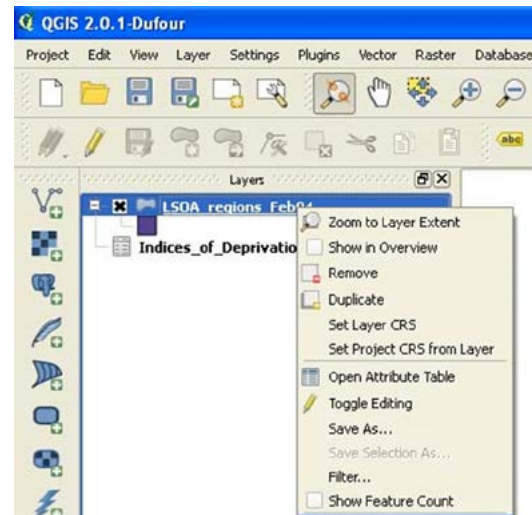 QGIS 2.0.1-Dufour
Project Edit View Layer Settings Plugins Vector Raster Database
abc
Layers
LSOA_regions_Feb04
Indices_of_Deprivatio
Zoom to Layer Extent
Show in Overview
Remove
Duplicate
Set Layer CRS
Set Project CRS from Layer
Open Attribute Table
Toggle Editing
Save As...
Save Selection As...
Filter...
Show Feature Count